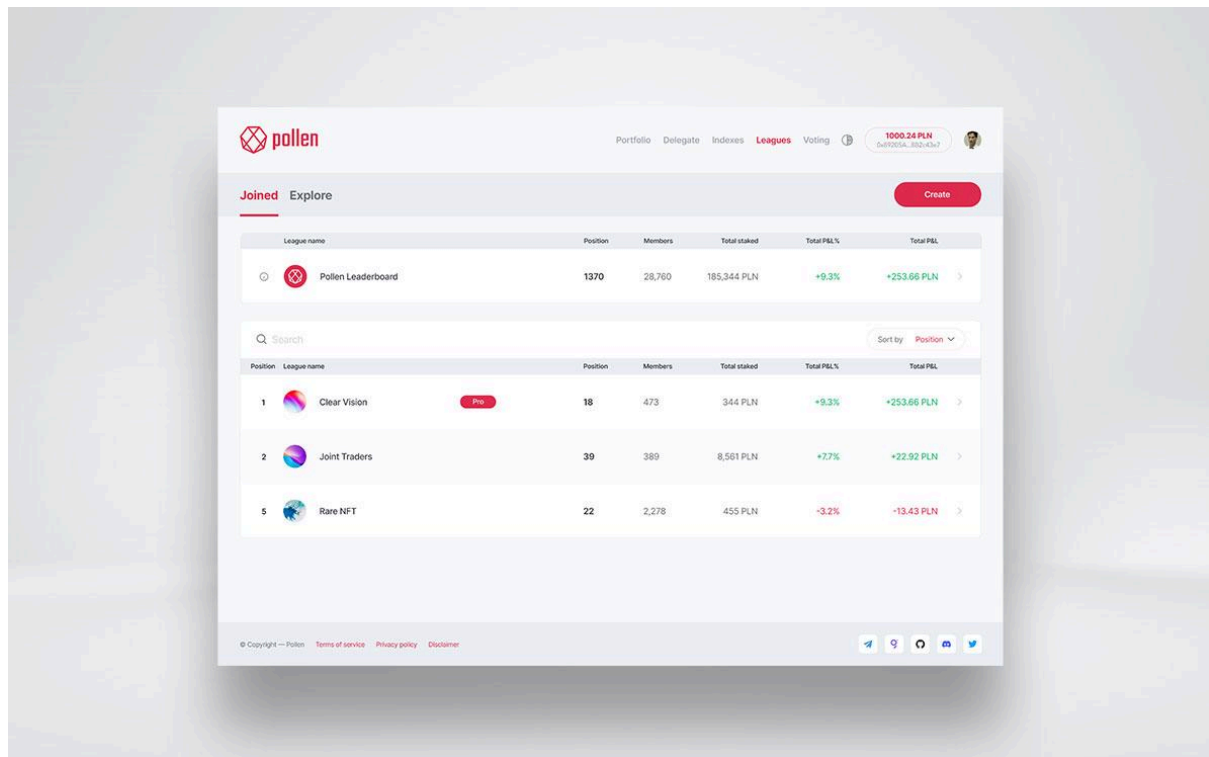 pollen
Portfolio Delegate Indexes Leagues Voting
1000.24 PLN
Joined Explore
Create
League name Position Members Total staked Total P&L% Total P&L
Pollen Leaderboard 1370 28,760 185,344 PLN +9.3% +253.66 PLN
Search
Sort by Position
Position League name Position Members Total staked Total P&L% Total P&L
1 Clear Vision Pro 18 473 344 PLN +9.3% +253.66 PLN
2 Joint Traders 39 389 8,561 PLN +7,7% +22.92 PLN
5 Rare NFT 22 2,278 455 PLN -3.2% -13.43 PLN
© Copyright — Pollen Terms of service Privacy policy Disclaimer